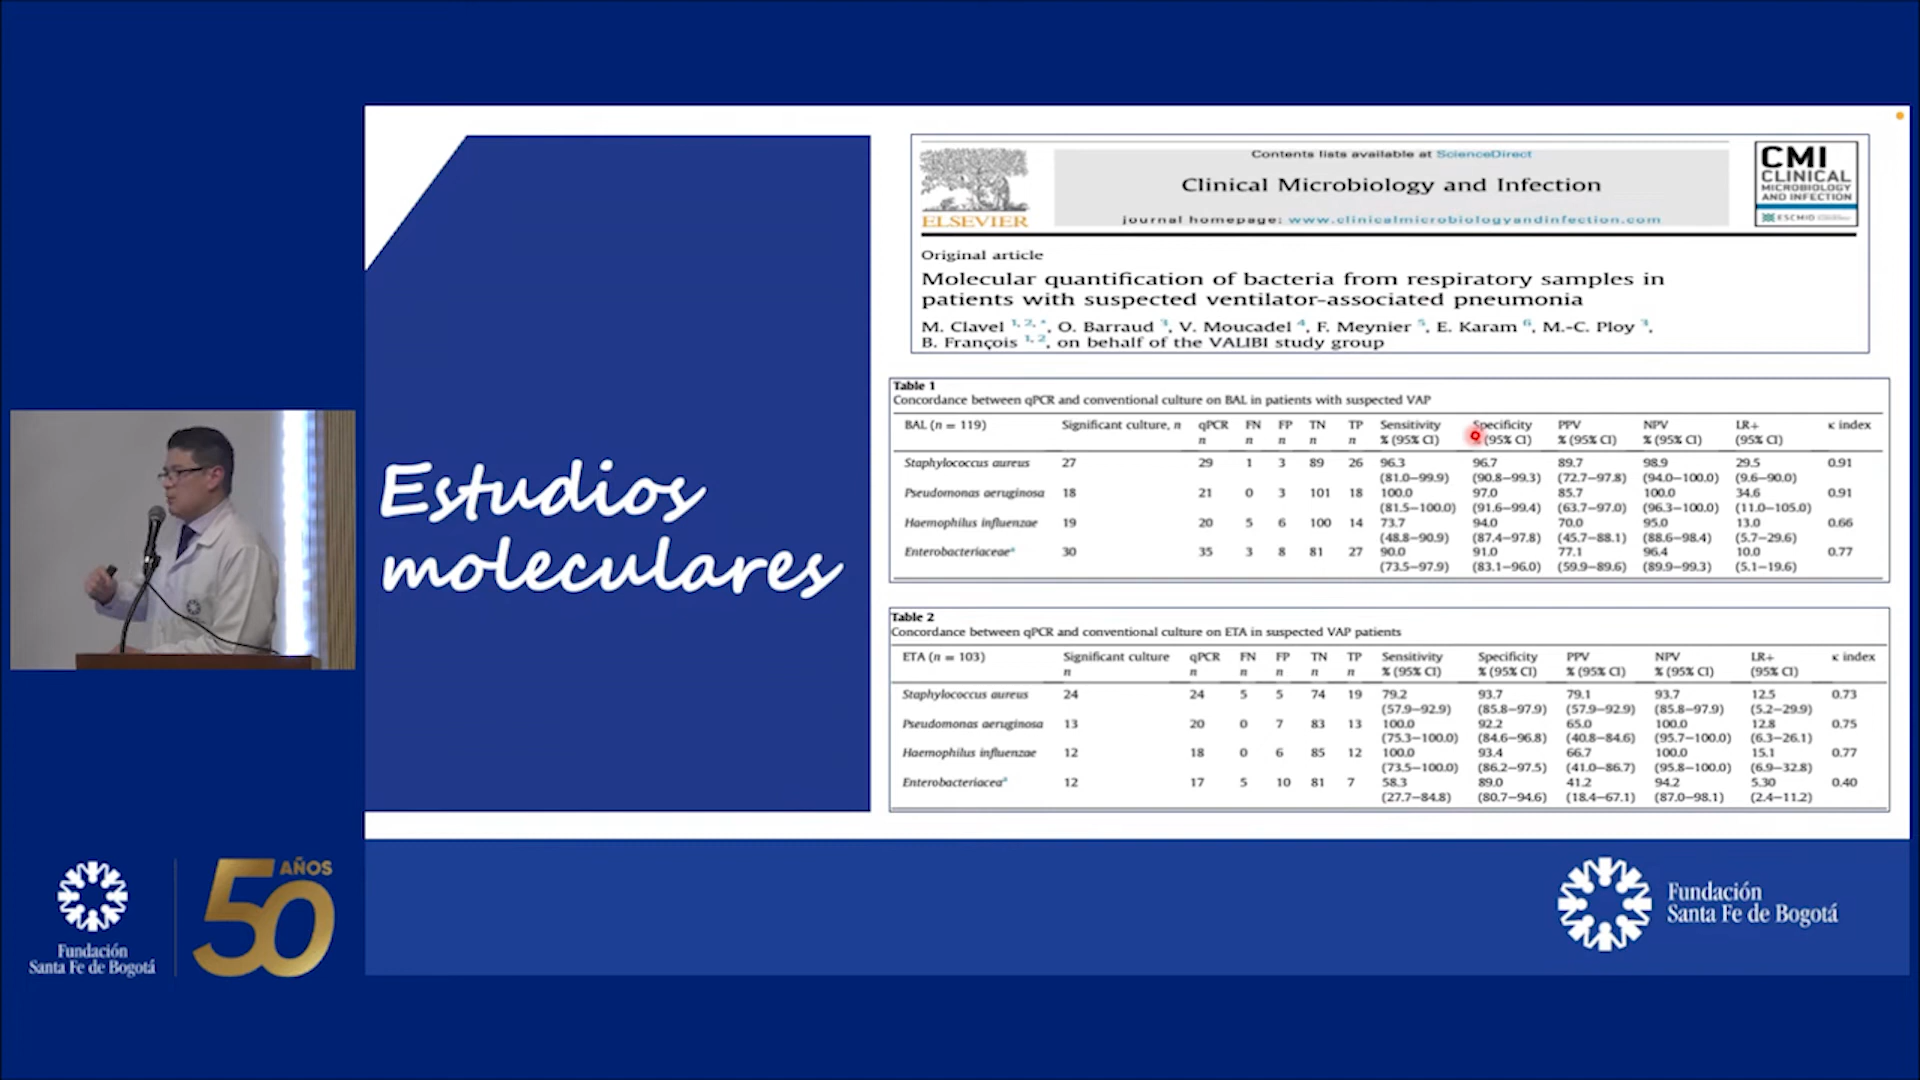 Estudios
moleculares
Contents lists available at ScienceDirect
Clinical Microbiology and Infection
journal homepage: www.clinicalmicrobiologyandinfection.com
ELSEVIER
CMI
CLINICAL
MICROBIOLOGY
AND INFECTION
ESCMID
Original article
Molecular quantification of bacteria from respiratory samples in
patients with suspected ventilator-associated pneumonia
M. Clavel 1, 2, *, O. Barraud 3, V. Moucadel 4, F. Meynier 5, E. Karam 6, M.-C. Ploy 3,
B. François 1, 2, on behalf of the VALIBI study group
Table 1
Concordance between qPCR and conventional culture on BAL in patients with suspected VAP
BAL (n = 119) Significant culture, n qPCR FN FP TN TP Sensitivity Specificity PPV NPV LR+ κ index
n n n n n % (95% CI) (95% CI) % (95% CI) % (95% CI) (95% CI)
Staphylococcus aureus 27 29 1 3 89 26 96.3 96.7 89.7 98.9 29.5 0.91
(81.0–99.9) (90.8–99.3) (72.7–97.8) (94.0–100.0) (9.6–90.0)
Pseudomonas aeruginosa 18 21 0 3 101 18 100.0 97.0 85.7 100.0 34.6 0.91
(81.5–100.0) (91.6–99.4) (63.7–97.0) (96.3–100.0) (11.0–105.0)
Haemophilus influenzae 19 20 5 6 100 14 73.7 94.0 70.0 95.0 13.0 0.66
(48.8–90.9) (87.4–97.8) (45.7–88.1) (88.6–98.4) (5.7–29.6)
Enterobacteriaceae a 30 35 3 8 81 27 90.0 91.0 77.1 96.4 10.0 0.77
(73.5–97.9) (83.1–96.0) (59.9–89.6) (89.9–99.3) (5.1–19.6)
Table 2
Concordance between qPCR and conventional culture on ETA in suspected VAP patients
ETA (n = 103) Significant culture qPCR FN FP TN TP Sensitivity Specificity PPV NPV LR+ κ index
n n n n n n % (95% CI) % (95% CI) % (95% CI) % (95% CI) (95% CI)
Staphylococcus aureus 24 24 5 5 74 19 79.2 93.7 79.1 93.7 12.5 0.73
(57.9–92.9) (85.8–97.9) (57.9–92.9) (85.8–97.9) (5.2–29.9)
Pseudomonas aeruginosa 13 20 0 7 83 13 100.0 92.2 65.0 100.0 12.8 0.75
(75.3–100.0) (84.6–96.8) (40.8–84.6) (95.7–100.0) (6.3–26.1)
Haemophilus influenzae 12 18 0 6 85 12 100.0 93.4 66.7 100.0 15.1 0.77
(73.5–100.0) (86.2–97.5) (41.0–86.7) (95.8–100.0) (6.9–32.8)
Enterobacteriacea a 12 17 5 10 81 7 58.3 89.0 41.2 94.2 5.30 0.40
(27.7–84.8) (80.7–94.6) (18.4–67.1) (87.0–98.1) (2.4–11.2)
Fundación
Santa Fe de Bogotá
50 AÑOS
Fundación
Santa Fe de Bogotá